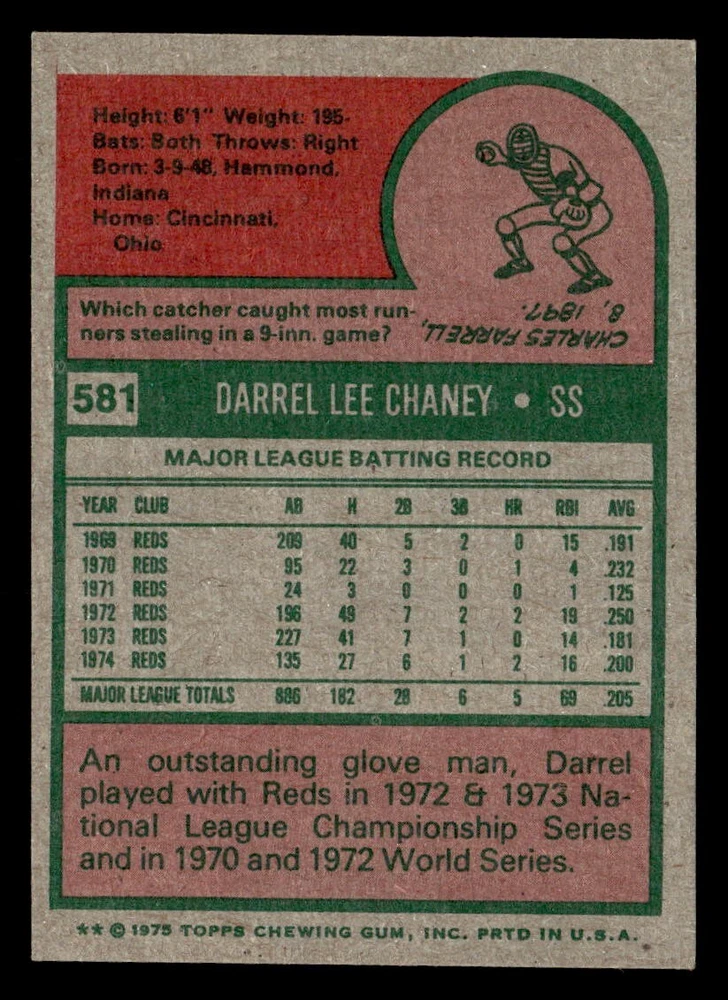 Height: 6'1" Weight: 195-
Bats: Both Throws: Right
Born: 3-9-48, Hammond,
Indiana
Home: Cincinnati,
Ohio
Which catcher caught most run-
ners stealing in a 9-inn. game?
CHARLES FARRELL,
8, 1897.
581 DARREL LEE CHANEY • SS
MAJOR LEAGUE BATTING RECORD
YEAR CLUB AB H 2B 3B HR RBI AVG
1969 REDS 209 40 5 2 0 15 .191
1970 REDS 95 22 3 0 1 4 .232
1971 REDS 24 3 0 0 0 1 .125
1972 REDS 196 49 7 2 2 19 .250
1973 REDS 227 41 7 1 0 14 .181
1974 REDS 135 27 6 1 2 16 .200
MAJOR LEAGUE TOTALS 886 182 28 6 5 69 .205
An outstanding glove man, Darrel
played with Reds in 1972 & 1973 Na-
tional League Championship Series
and in 1970 and 1972 World Series.
** © 1975 TOPPS CHEWING GUM, INC. PRTD IN U.S.A.